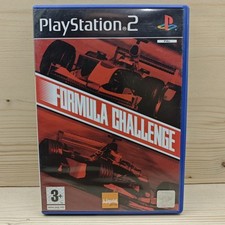 PlayStation 2
FORMULA CHALLENGE
3+